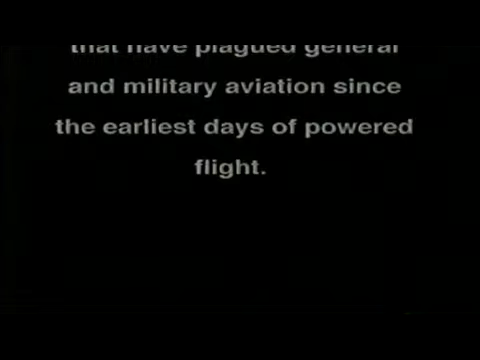 that have plagued general
and military aviation since
the earliest days of powered
flight.